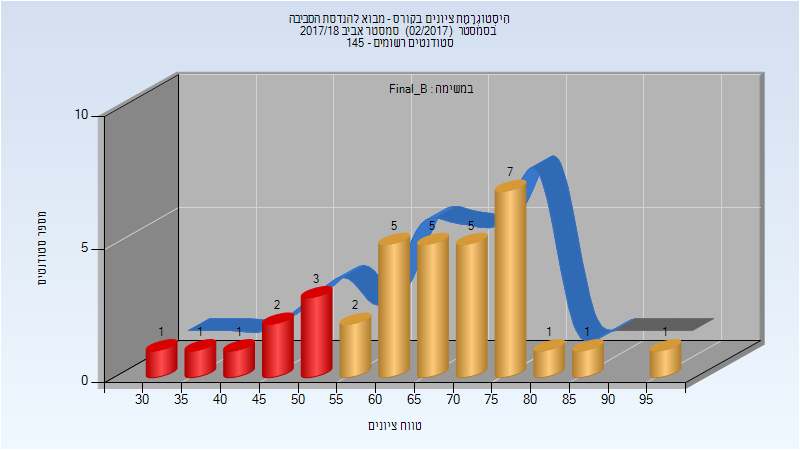 היסטוגרמת ציונים בקורס - מבוא להנדסת הסביבה
בסמסטר (02/2017) סמסטר אביב 2017/18
סטודנטים רשומים - 145
במשימה : Final_B
מספר סטודנטים
10
5
0
1 1 1 2 3 2 5 5 5 7 1 1 1
30 35 40 45 50 55 60 65 70 75 80 85 90 95
טווח ציונים